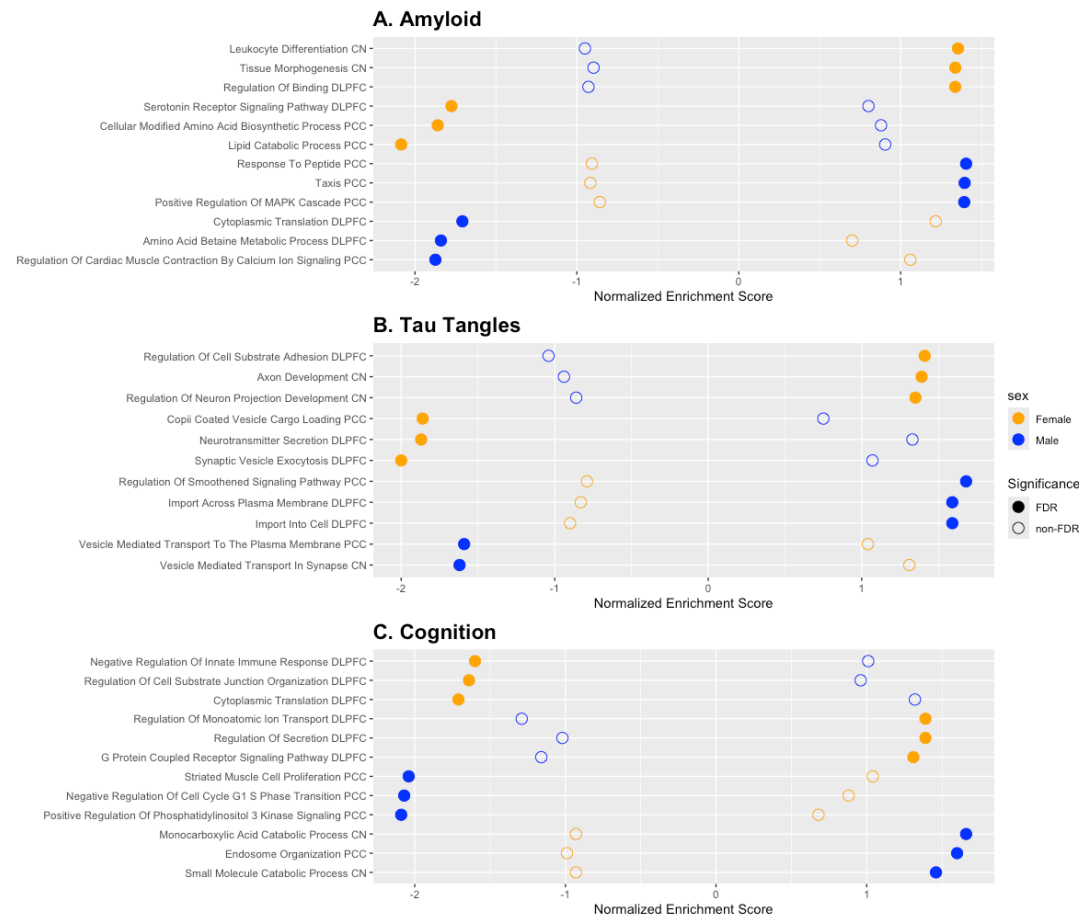 A. Amyloid
Leukocyte Differentiation CN
Tissue Morphogenesis CN
Regulation Of Binding DLPFC
Serotonin Receptor Signaling Pathway DLPFC
Cellular Modified Amino Acid Biosynthetic Process PCC
Lipid Catabolic Process PCC
Response To Peptide PCC
Taxis PCC
Positive Regulation Of MAPK Cascade PCC
Cytoplasmic Translation DLPFC
Amino Acid Betaine Metabolic Process DLPFC
Regulation Of Cardiac Muscle Contraction By Calcium Ion Signaling PCC
-2 -1 0 1
Normalized Enrichment Score
B. Tau Tangles
Regulation Of Cell Substrate Adhesion DLPFC
Axon Development CN
Regulation Of Neuron Projection Development CN
Copii Coated Vesicle Cargo Loading PCC
Neurotransmitter Secretion DLPFC
Synaptic Vesicle Exocytosis DLPFC
Regulation Of Smoothened Signaling Pathway PCC
Import Across Plasma Membrane DLPFC
Import Into Cell DLPFC
Vesicle Mediated Transport To The Plasma Membrane PCC
Vesicle Mediated Transport In Synapse CN
-2 -1 0 1
Normalized Enrichment Score
sex
Female
Male
Significance
FDR
non-FDR
C. Cognition
Negative Regulation Of Innate Immune Response DLPFC
Regulation Of Cell Substrate Junction Organization DLPFC
Cytoplasmic Translation DLPFC
Regulation Of Monoatomic Ion Transport DLPFC
Regulation Of Secretion DLPFC
G Protein Coupled Receptor Signaling Pathway DLPFC
Striated Muscle Cell Proliferation PCC
Negative Regulation Of Cell Cycle G1 S Phase Transition PCC
Positive Regulation Of Phosphatidylinositol 3 Kinase Signaling PCC
Monocarboxylic Acid Catabolic Process CN
Endosome Organization PCC
Small Molecule Catabolic Process CN
-2 -1 0 1
Normalized Enrichment Score